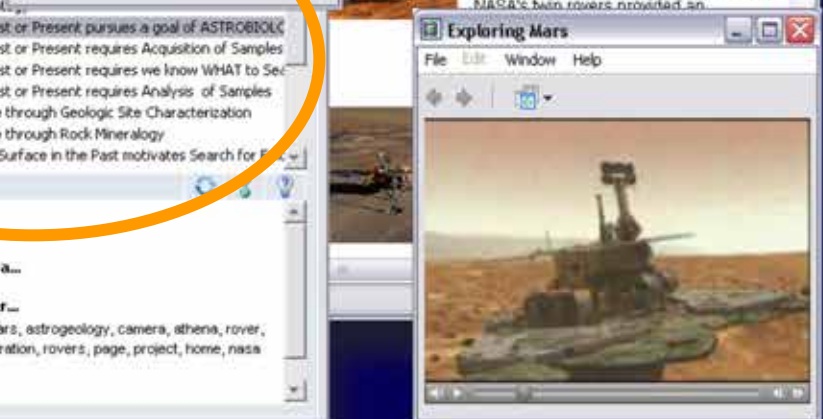 st or Present pursues a goal of ASTROBIOLO
st or Present requires Acquisition of Samples
st or Present requires we know WHAT to Sea
st or Present requires Analysis of Samples
e through Geologic Site Characterization
e through Rock Mineralogy
Surface in the Past motivates Search for
a...
r...
ars, astrogeology, camera, athena, rover,
ration, rovers, page, project, home, nasa
NASA's twin rovers provided an
Exploring Mars
File Edit Window Help